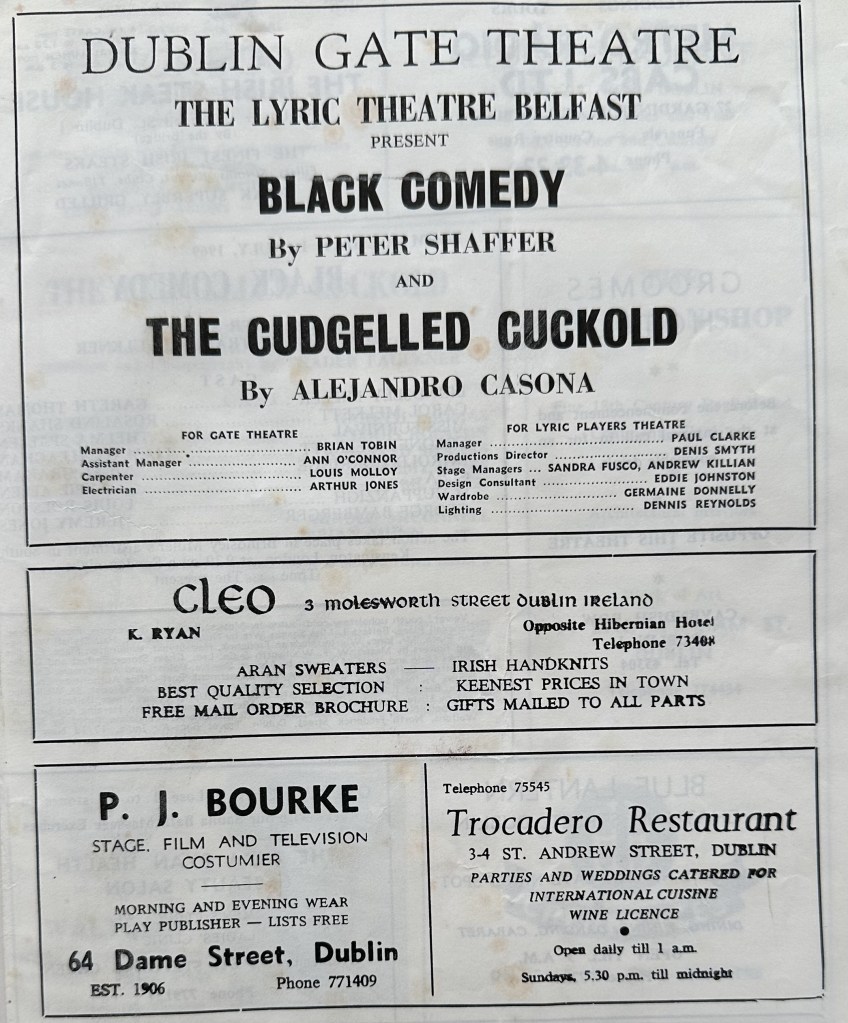 DUBLIN GATE THEATRE
THE LYRIC THEATRE BELFAST
PRESENT
BLACK COMEDY
By PETER SHAFFER
AND
THE CUDGELLED CUCKOLD
By ALEJANDRO CASONA
FOR GATE THEATRE
Manager ........................................ BRIAN TOBIN
Assistant Manager ........................ ANN O'CONNOR
Carpenter .................................... LOUIS MOLLOY
Electrician .................................... ARTHUR JONES
FOR LYRIC PLAYERS THEATRE
Manager ........................................ PAUL CLARKE
Productions Director ........................ DENIS SMYTH
Stage Managers ... SANDRA FUSCO, ANDREW KILLIAN
Design Consultant ........................ EDDIE JOHNSTON
Wardrobe ........................... GERMAINE DONNELLY
Lighting .................................... DENNIS REYNOLDS
CLEO 3 molesworth street dublin ireland
K. RYAN
Opposite Hibernian Hotel
Telephone 73408
ARAN SWEATERS — IRISH HANDKNITS
BEST QUALITY SELECTION : KEENEST PRICES IN TOWN
FREE MAIL ORDER BROCHURE : GIFTS MAILED TO ALL PARTS
P. J. BOURKE
STAGE. FILM AND TELEVISION
COSTUMIER
MORNING AND EVENING WEAR
PLAY PUBLISHER — LISTS FREE
64 Dame Street, Dublin
EST. 1906 Phone 771409
Telephone 75545
Trocadero Restaurant
3-4 ST. ANDREW STREET, DUBLIN
PARTIES AND WEDDINGS CATERED FOR
INTERNATIONAL CUISINE
WINE LICENCE
Open daily till 1 a.m.
Sundays, 5.30 p.m. till midnight